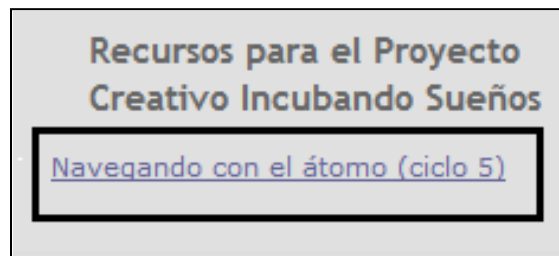 Recursos para el Proyecto
Creativo Incubando Sueños
Navegando con el átomo (ciclo 5)